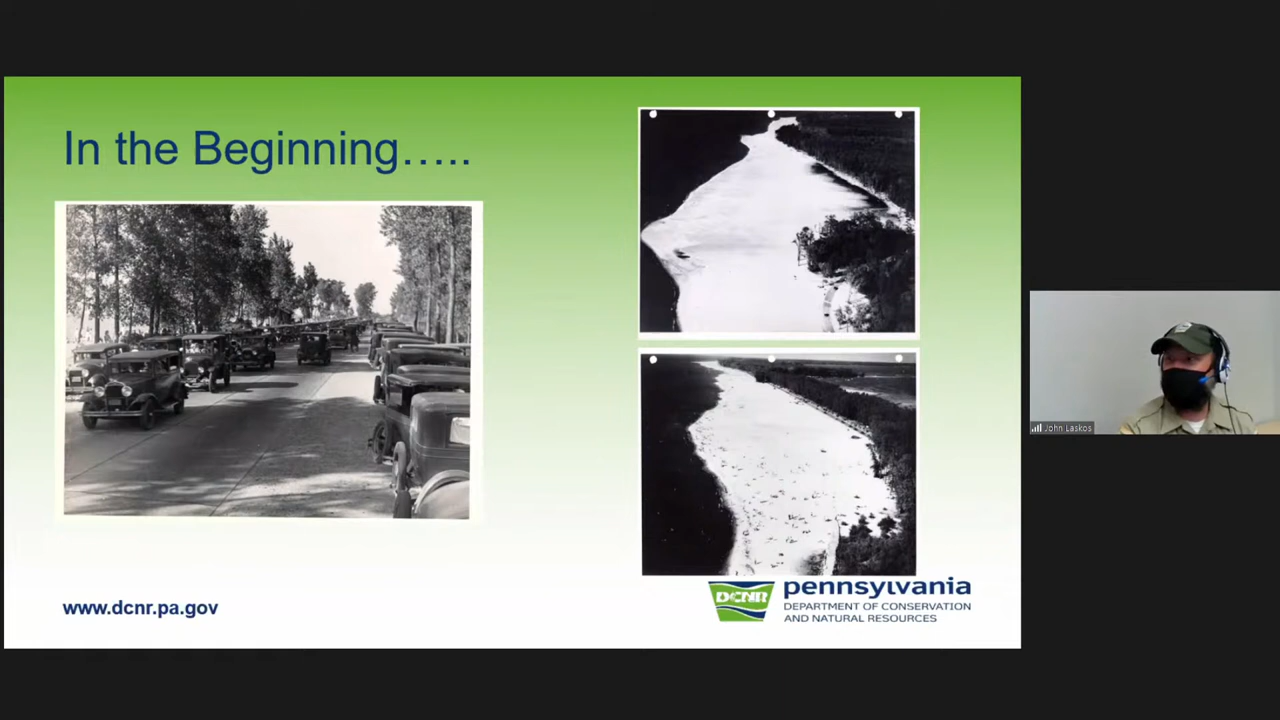 In the Beginning.....
www.dcnr.pa.gov
DCNR
pennsylvania
DEPARTMENT OF CONSERVATION
AND NATURAL RESOURCES
John Laskos